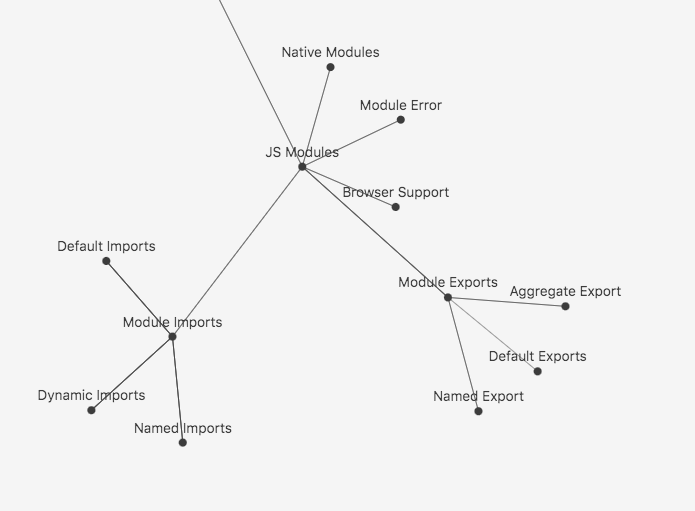 Native Modules
Module Error
JS Modules
Browser Support
Default Imports
Module Exports
Aggregate Export
Module Imports
Default Exports
Dynamic Imports
Named Export
Named Imports